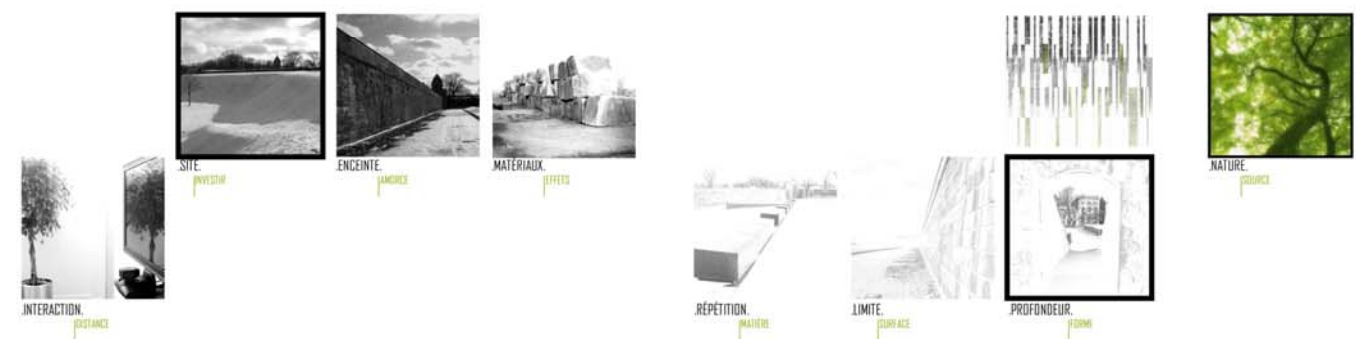 .SITE.
INVESTIR
.ENCEINTE.
AMORCE
.MATÉRIAUX.
EFFETS
.NATURE.
SOURCE
.INTERACTION.
DISTANCE
.RÉPÉTITION.
MATIÈRE
.LIMITE.
SURFACE
.PROFONDEUR.
FORME